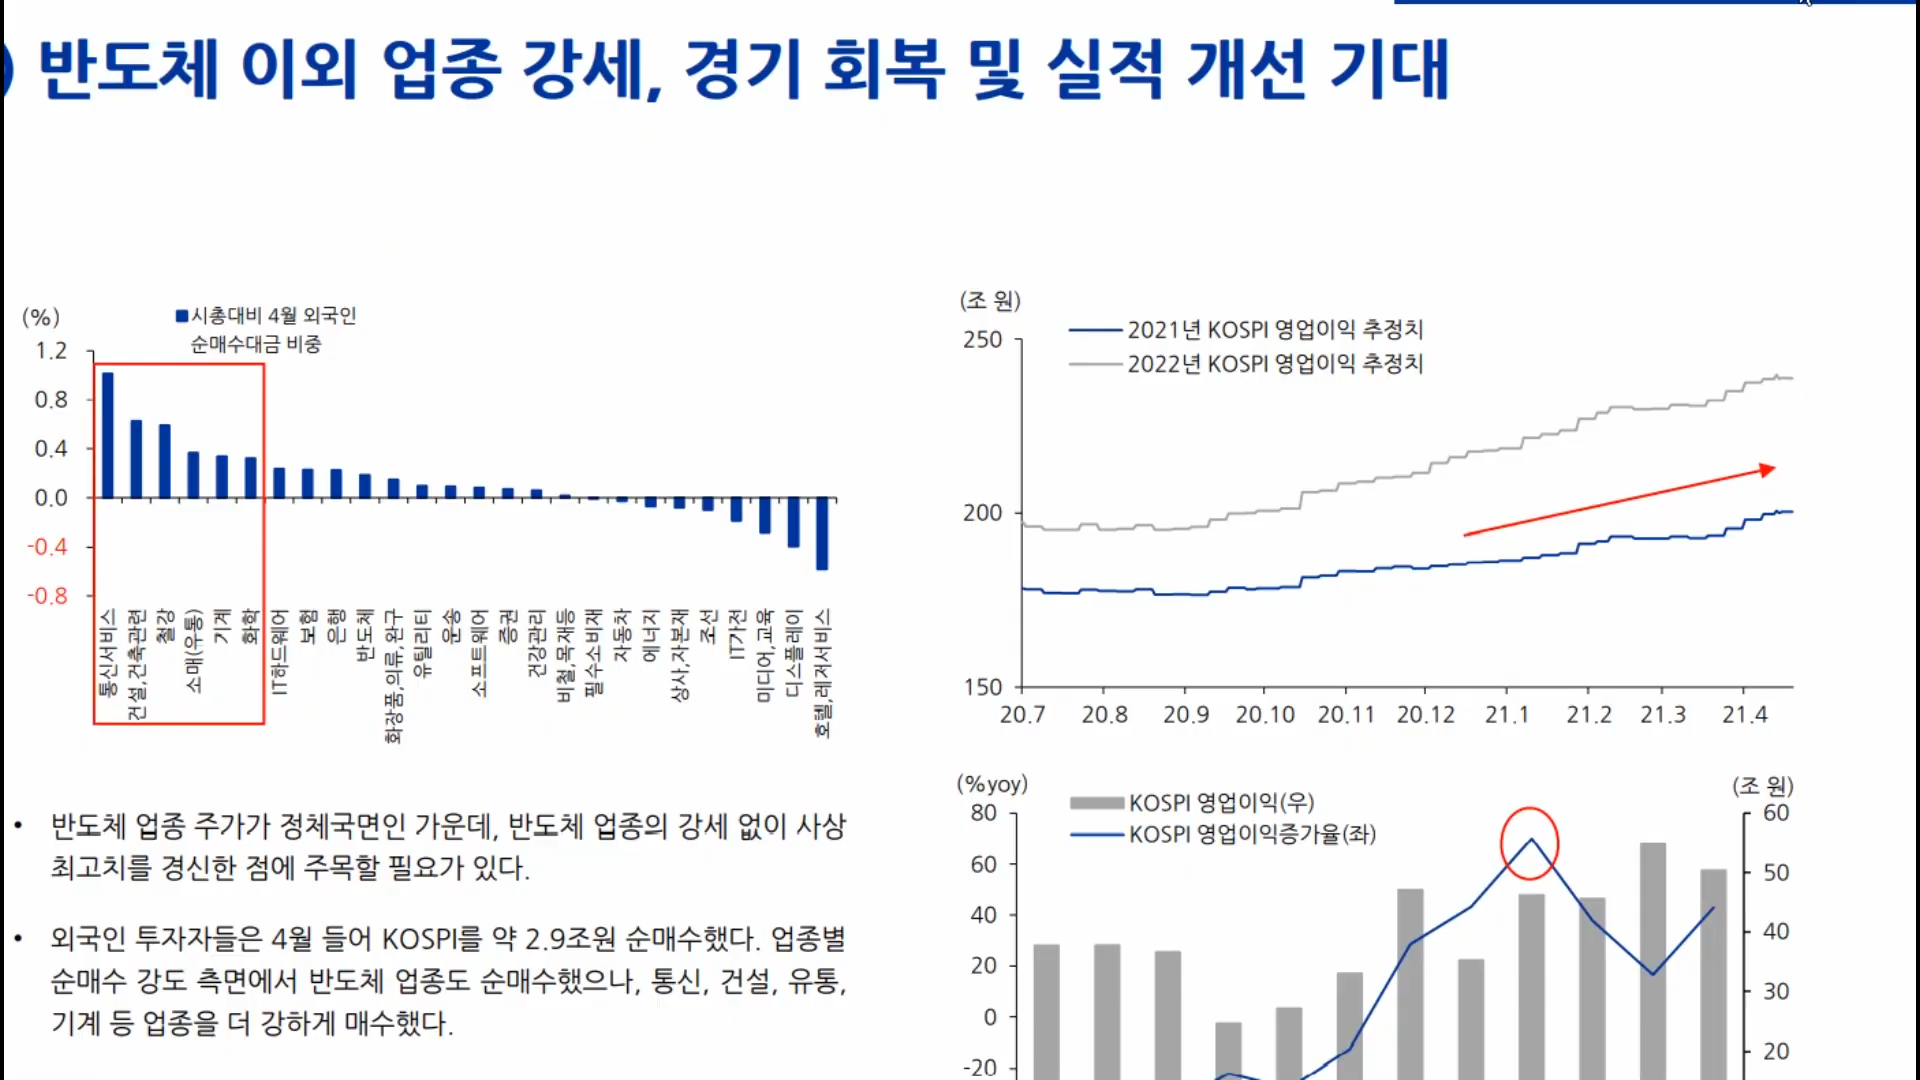 반도체 이외 업종 강세, 경기 회복 및 실적 개선 기대
(%)
시총대비 4월 외국인
순매수대금 비중
1.2
0.8
0.4
0.0
-0.4
-0.8
통신서비스
건설,건축관련
철강
소매(유통)
기계
화학
IT하드웨어
보험
은행
반도체
화장품,의류,완구
유틸리티
운송
소프트웨어
증권
건강관리
비철,목재등
필수소비재
자동차
에너지
상사,자본재
조선
IT가전
미디어,교육
디스플레이
호텔,레저서비스
• 반도체 업종 주가가 정체국면인 가운데, 반도체 업종의 강세 없이 사상
최고치를 경신한 점에 주목할 필요가 있다.
• 외국인 투자자들은 4월 들어 KOSPI를 약 2.9조원 순매수했다. 업종별
순매수 강도 측면에서 반도체 업종도 순매수했으나, 통신, 건설, 유통,
기계 등 업종을 더 강하게 매수했다.
(조 원)
2021년 KOSPI 영업이익 추정치
2022년 KOSPI 영업이익 추정치
250
200
150
20.7 20.8 20.9 20.10 20.11 20.12 21.1 21.2 21.3 21.4
(%yoy)
(조 원)
KOSPI 영업이익(우)
KOSPI 영업이익증가율(좌)
80
60
40
20
0
-20
60
50
40
30
20